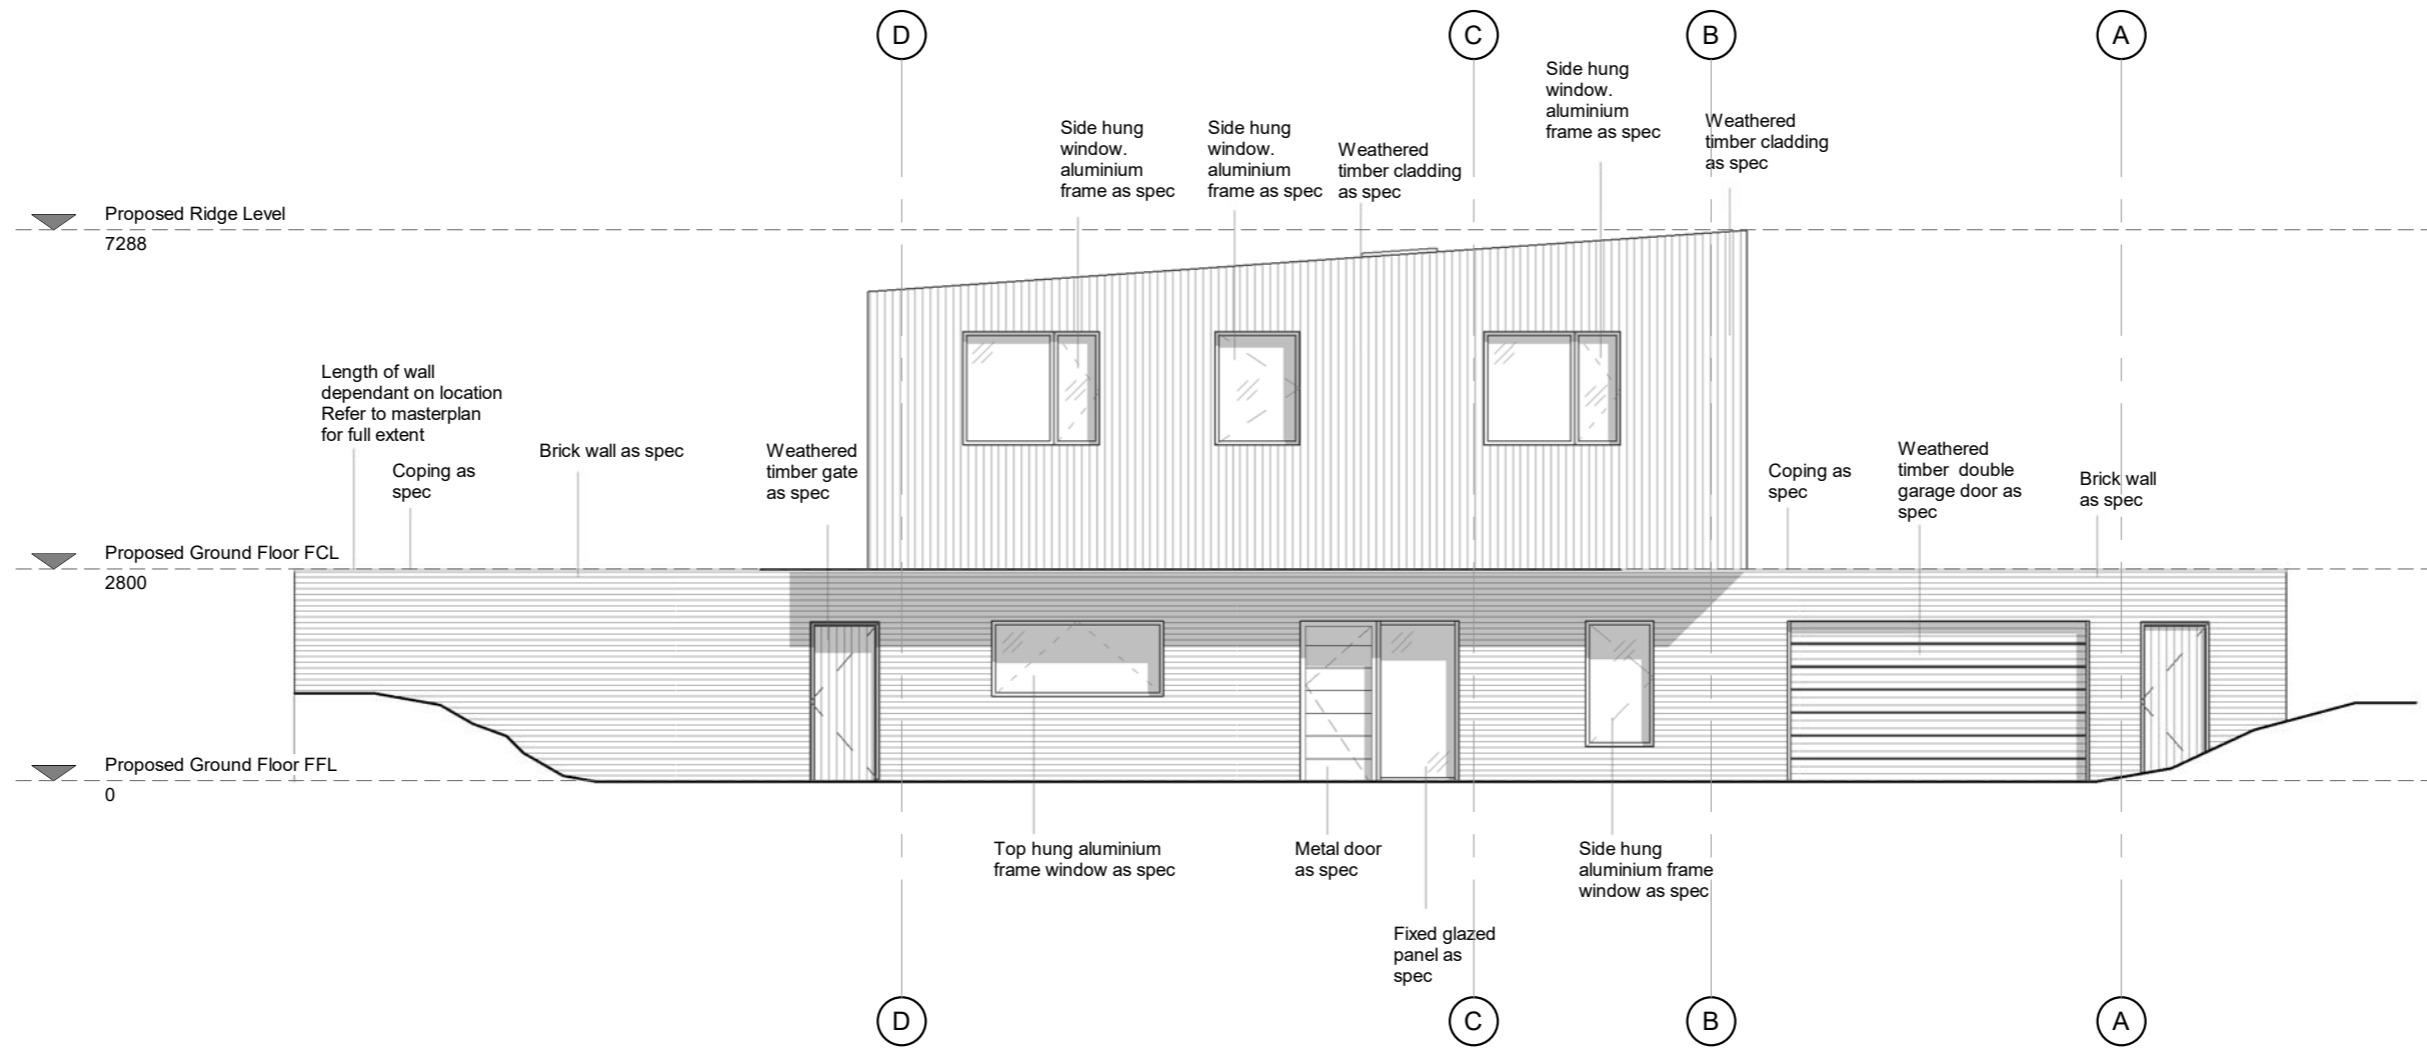 D
C
B
A
Side hung
window.
aluminium
frame as spec
Side hung
window.
aluminium
frame as spec
Weathered
timber cladding
as spec
Side hung
window.
aluminium
frame as spec
Weathered
timber cladding
as spec
Proposed Ridge Level
7288
Length of wall
dependant on location
Refer to masterplan
for full extent
Coping as
spec
Brick wall as spec
Weathered
timber gate
as spec
Coping as
spec
Weathered
timber double
garage door as
spec
Brick wall
as spec
Proposed Ground Floor FCL
2800
Proposed Ground Floor FFL
0
Top hung aluminium
frame window as spec
Metal door
as spec
Fixed glazed
panel as
spec
Side hung
aluminium frame
window as spec
D
C
B
A